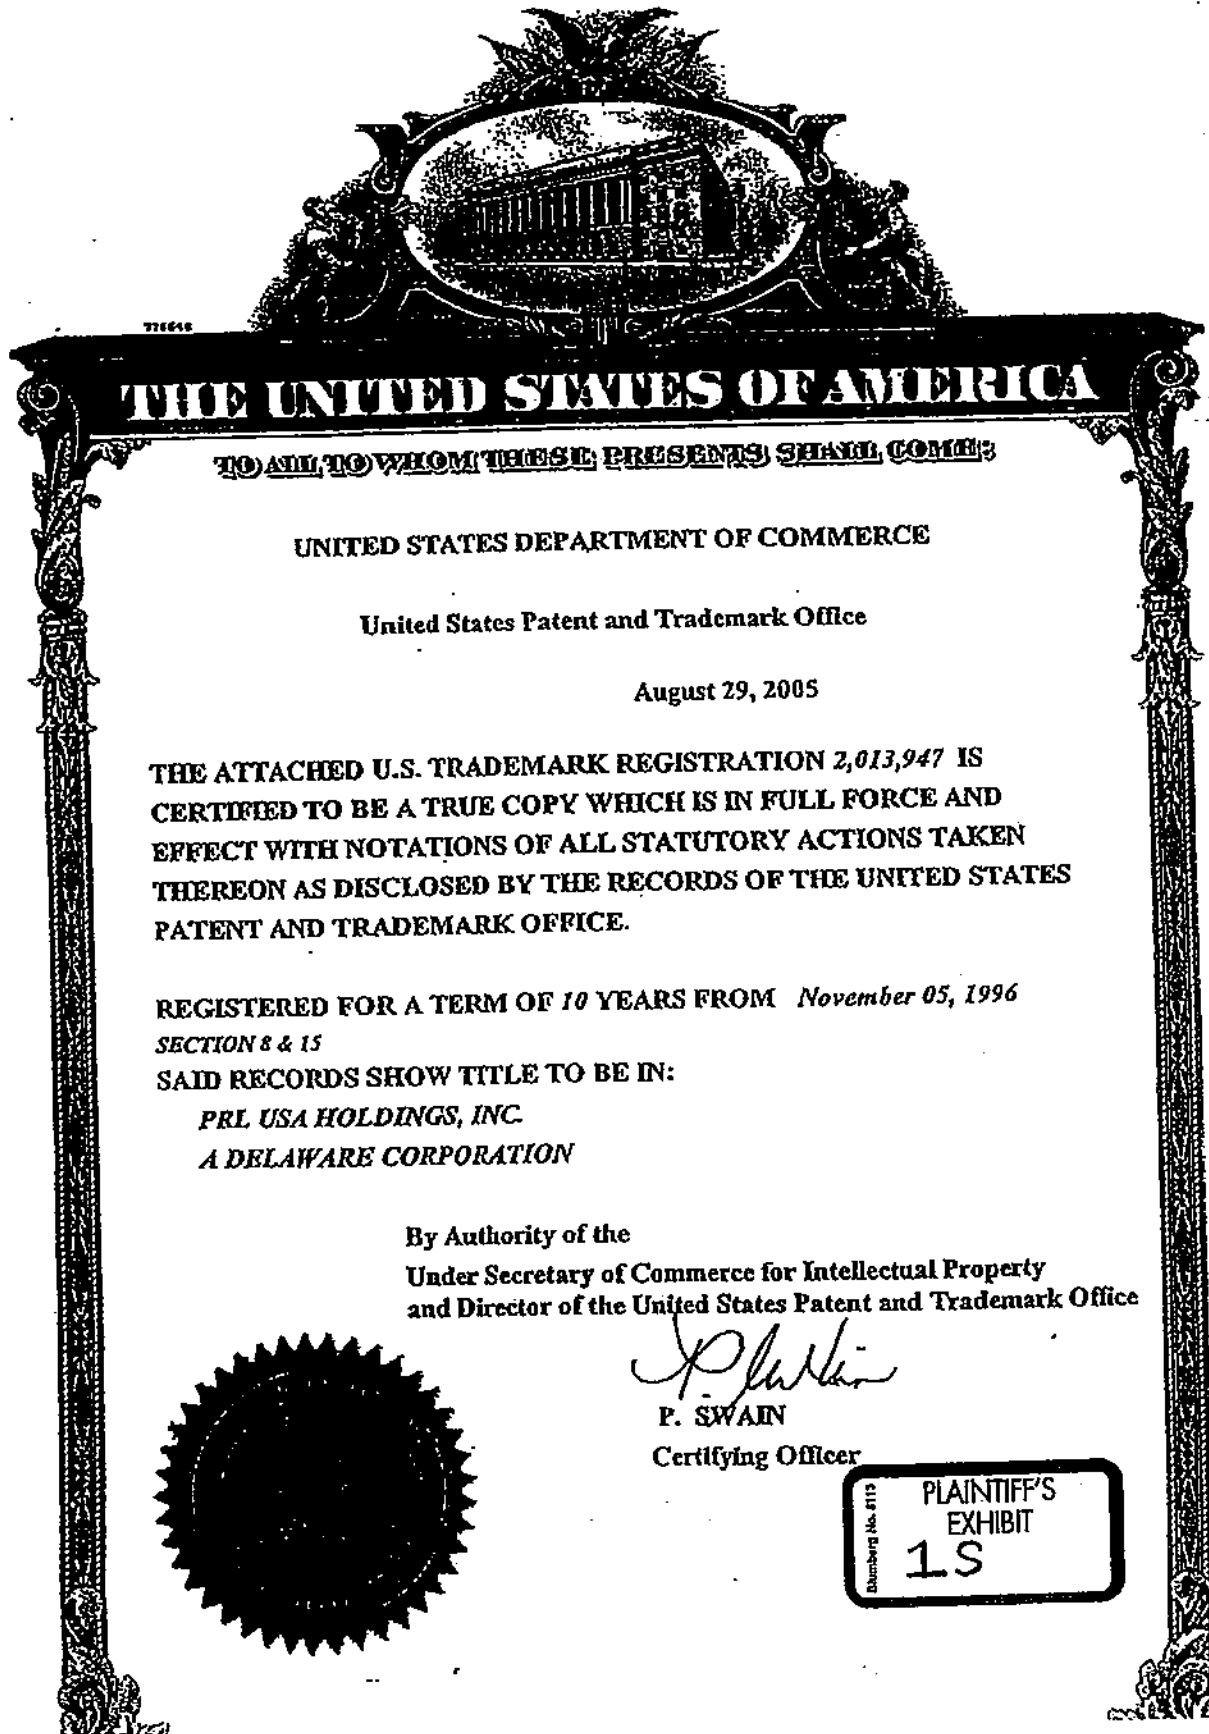 THE UNITED STATES OF AMERICA
TO ALL TO WHOM THESE PRESENTS SHALL COME:
UNITED STATES DEPARTMENT OF COMMERCE
United States Patent and Trademark Office
August 29, 2005
THE ATTACHED U.S. TRADEMARK REGISTRATION 2,013,947 IS
CERTIFIED TO BE A TRUE COPY WHICH IS IN FULL FORCE AND
EFFECT WITH NOTATIONS OF ALL STATUTORY ACTIONS TAKEN
THEREON AS DISCLOSED BY THE RECORDS OF THE UNITED STATES
PATENT AND TRADEMARK OFFICE.
REGISTERED FOR A TERM OF 10 YEARS FROM November 05, 1996
SECTION 8 & 15
SAID RECORDS SHOW TITLE TO BE IN:
PRL USA HOLDINGS, INC.
A DELAWARE CORPORATION
By Authority of the
Under Secretary of Commerce for Intellectual Property
and Director of the United States Patent and Trademark Office
P. Swain
P. SWAIN
Certifying Officer
Blumberg No. 5113
PLAINTIFF'S
EXHIBIT
1S